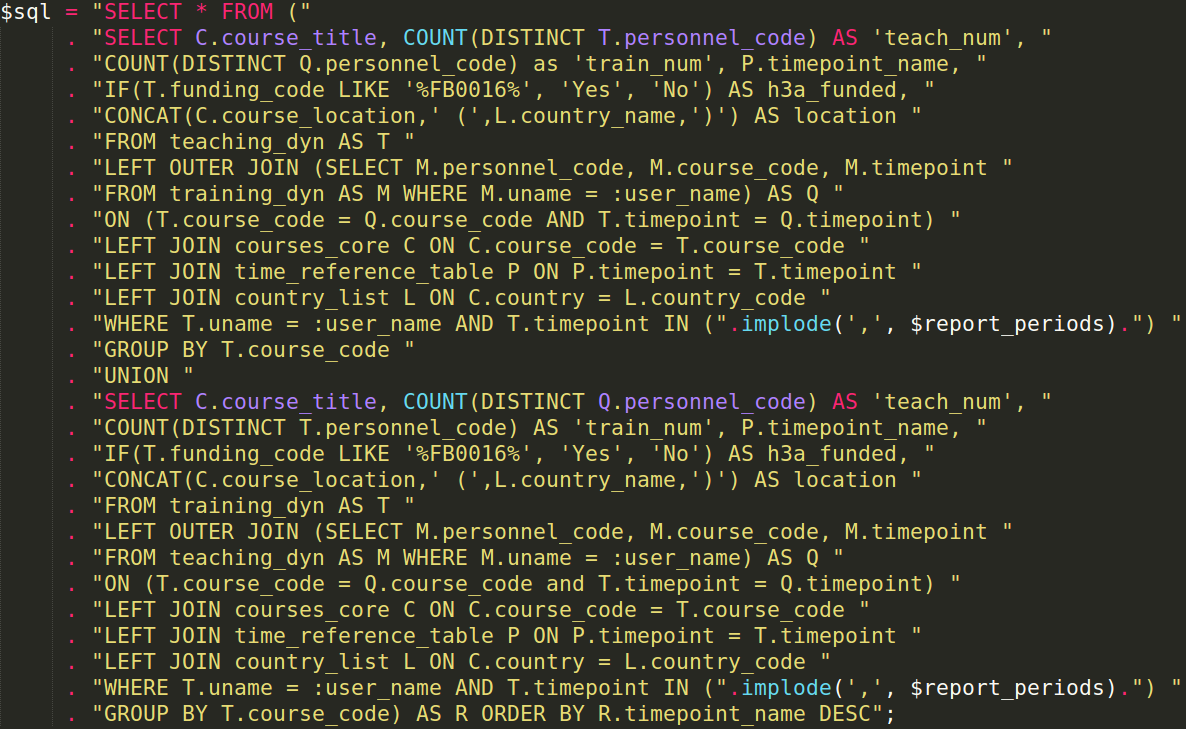 $sql = "SELECT * FROM ("
. "SELECT C.course_title, COUNT(DISTINCT T.personnel_code) AS 'teach_num', "
. "COUNT(DISTINCT Q.personnel_code) as 'train_num', P.timepoint_name, "
. "IF(T.funding_code LIKE '%FB0016%', 'Yes', 'No') AS h3a_funded, "
. "CONCAT(C.course_location,' (',L.country_name,')') AS location "
. "FROM teaching_dyn AS T "
. "LEFT OUTER JOIN (SELECT M.personnel_code, M.course_code, M.timepoint "
. "FROM training_dyn AS M WHERE M.uname = :user_name) AS Q "
. "ON (T.course_code = Q.course_code AND T.timepoint = Q.timepoint) "
. "LEFT JOIN courses_core C ON C.course_code = T.course_code "
. "LEFT JOIN time_reference_table P ON P.timepoint = T.timepoint "
. "LEFT JOIN country_list L ON C.country = L.country_code "
. "WHERE T.uname = :user_name AND T.timepoint IN (".implode(',', $report_periods).") "
. "GROUP BY T.course_code "
. "UNION "
. "SELECT C.course_title, COUNT(DISTINCT Q.personnel_code) AS 'teach_num', "
. "COUNT(DISTINCT T.personnel_code) AS 'train_num', P.timepoint_name, "
. "IF(T.funding_code LIKE '%FB0016%', 'Yes', 'No') AS h3a_funded, "
. "CONCAT(C.course_location,' (',L.country_name,')') AS location "
. "FROM training_dyn AS T "
. "LEFT OUTER JOIN (SELECT M.personnel_code, M.course_code, M.timepoint "
. "FROM teaching_dyn AS M WHERE M.uname = :user_name) AS Q "
. "ON (T.course_code = Q.course_code and T.timepoint = Q.timepoint) "
. "LEFT JOIN courses_core C ON C.course_code = T.course_code "
. "LEFT JOIN time_reference_table P ON P.timepoint = T.timepoint "
. "LEFT JOIN country_list L ON C.country = L.country_code "
. "WHERE T.uname = :user_name AND T.timepoint IN (".implode(',', $report_periods).") "
. "GROUP BY T.course_code) AS R ORDER BY R.timepoint_name DESC";